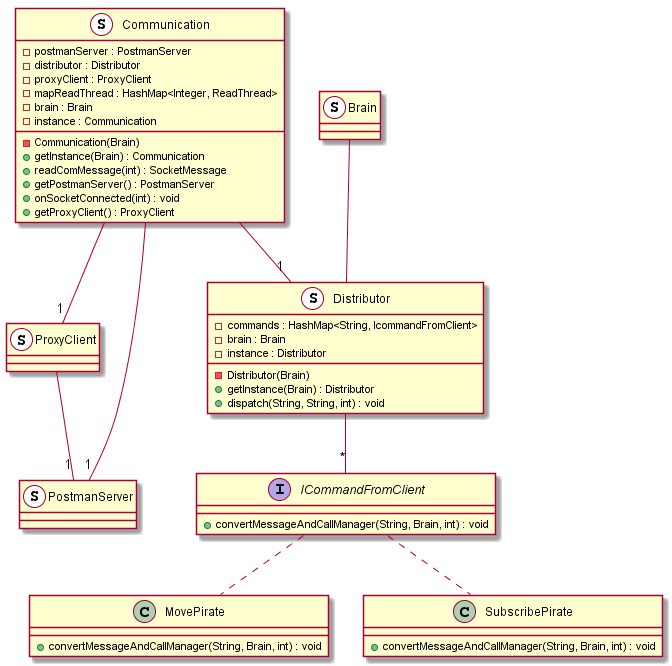 S Communication
postmanServer : PostmanServer
distributor : Distributor
proxyClient : ProxyClient
mapReadThread : HashMap<Integer, ReadThread>
brain : Brain
instance : Communication
Communication(Brain)
getInstance(Brain) : Communication
readComMessage(int) : SocketMessage
getPostmanServer() : PostmanServer
onSocketConnected(int) : void
getProxyClient() : ProxyClient
S Brain
1
1
S Distributor
commands : HashMap<String, IcommandFromClient>
brain : Brain
instance : Distributor
Distributor(Brain)
getInstance(Brain) : Distributor
dispatch(String, String, int) : void
S ProxyClient
1
1
*
S PostmanServer
I ICommandFromClient
convertMessageAndCallManager(String, Brain, int) : void
C MovePirate
convertMessageAndCallManager(String, Brain, int) : void
C SubscribePirate
convertMessageAndCallManager(String, Brain, int) : void